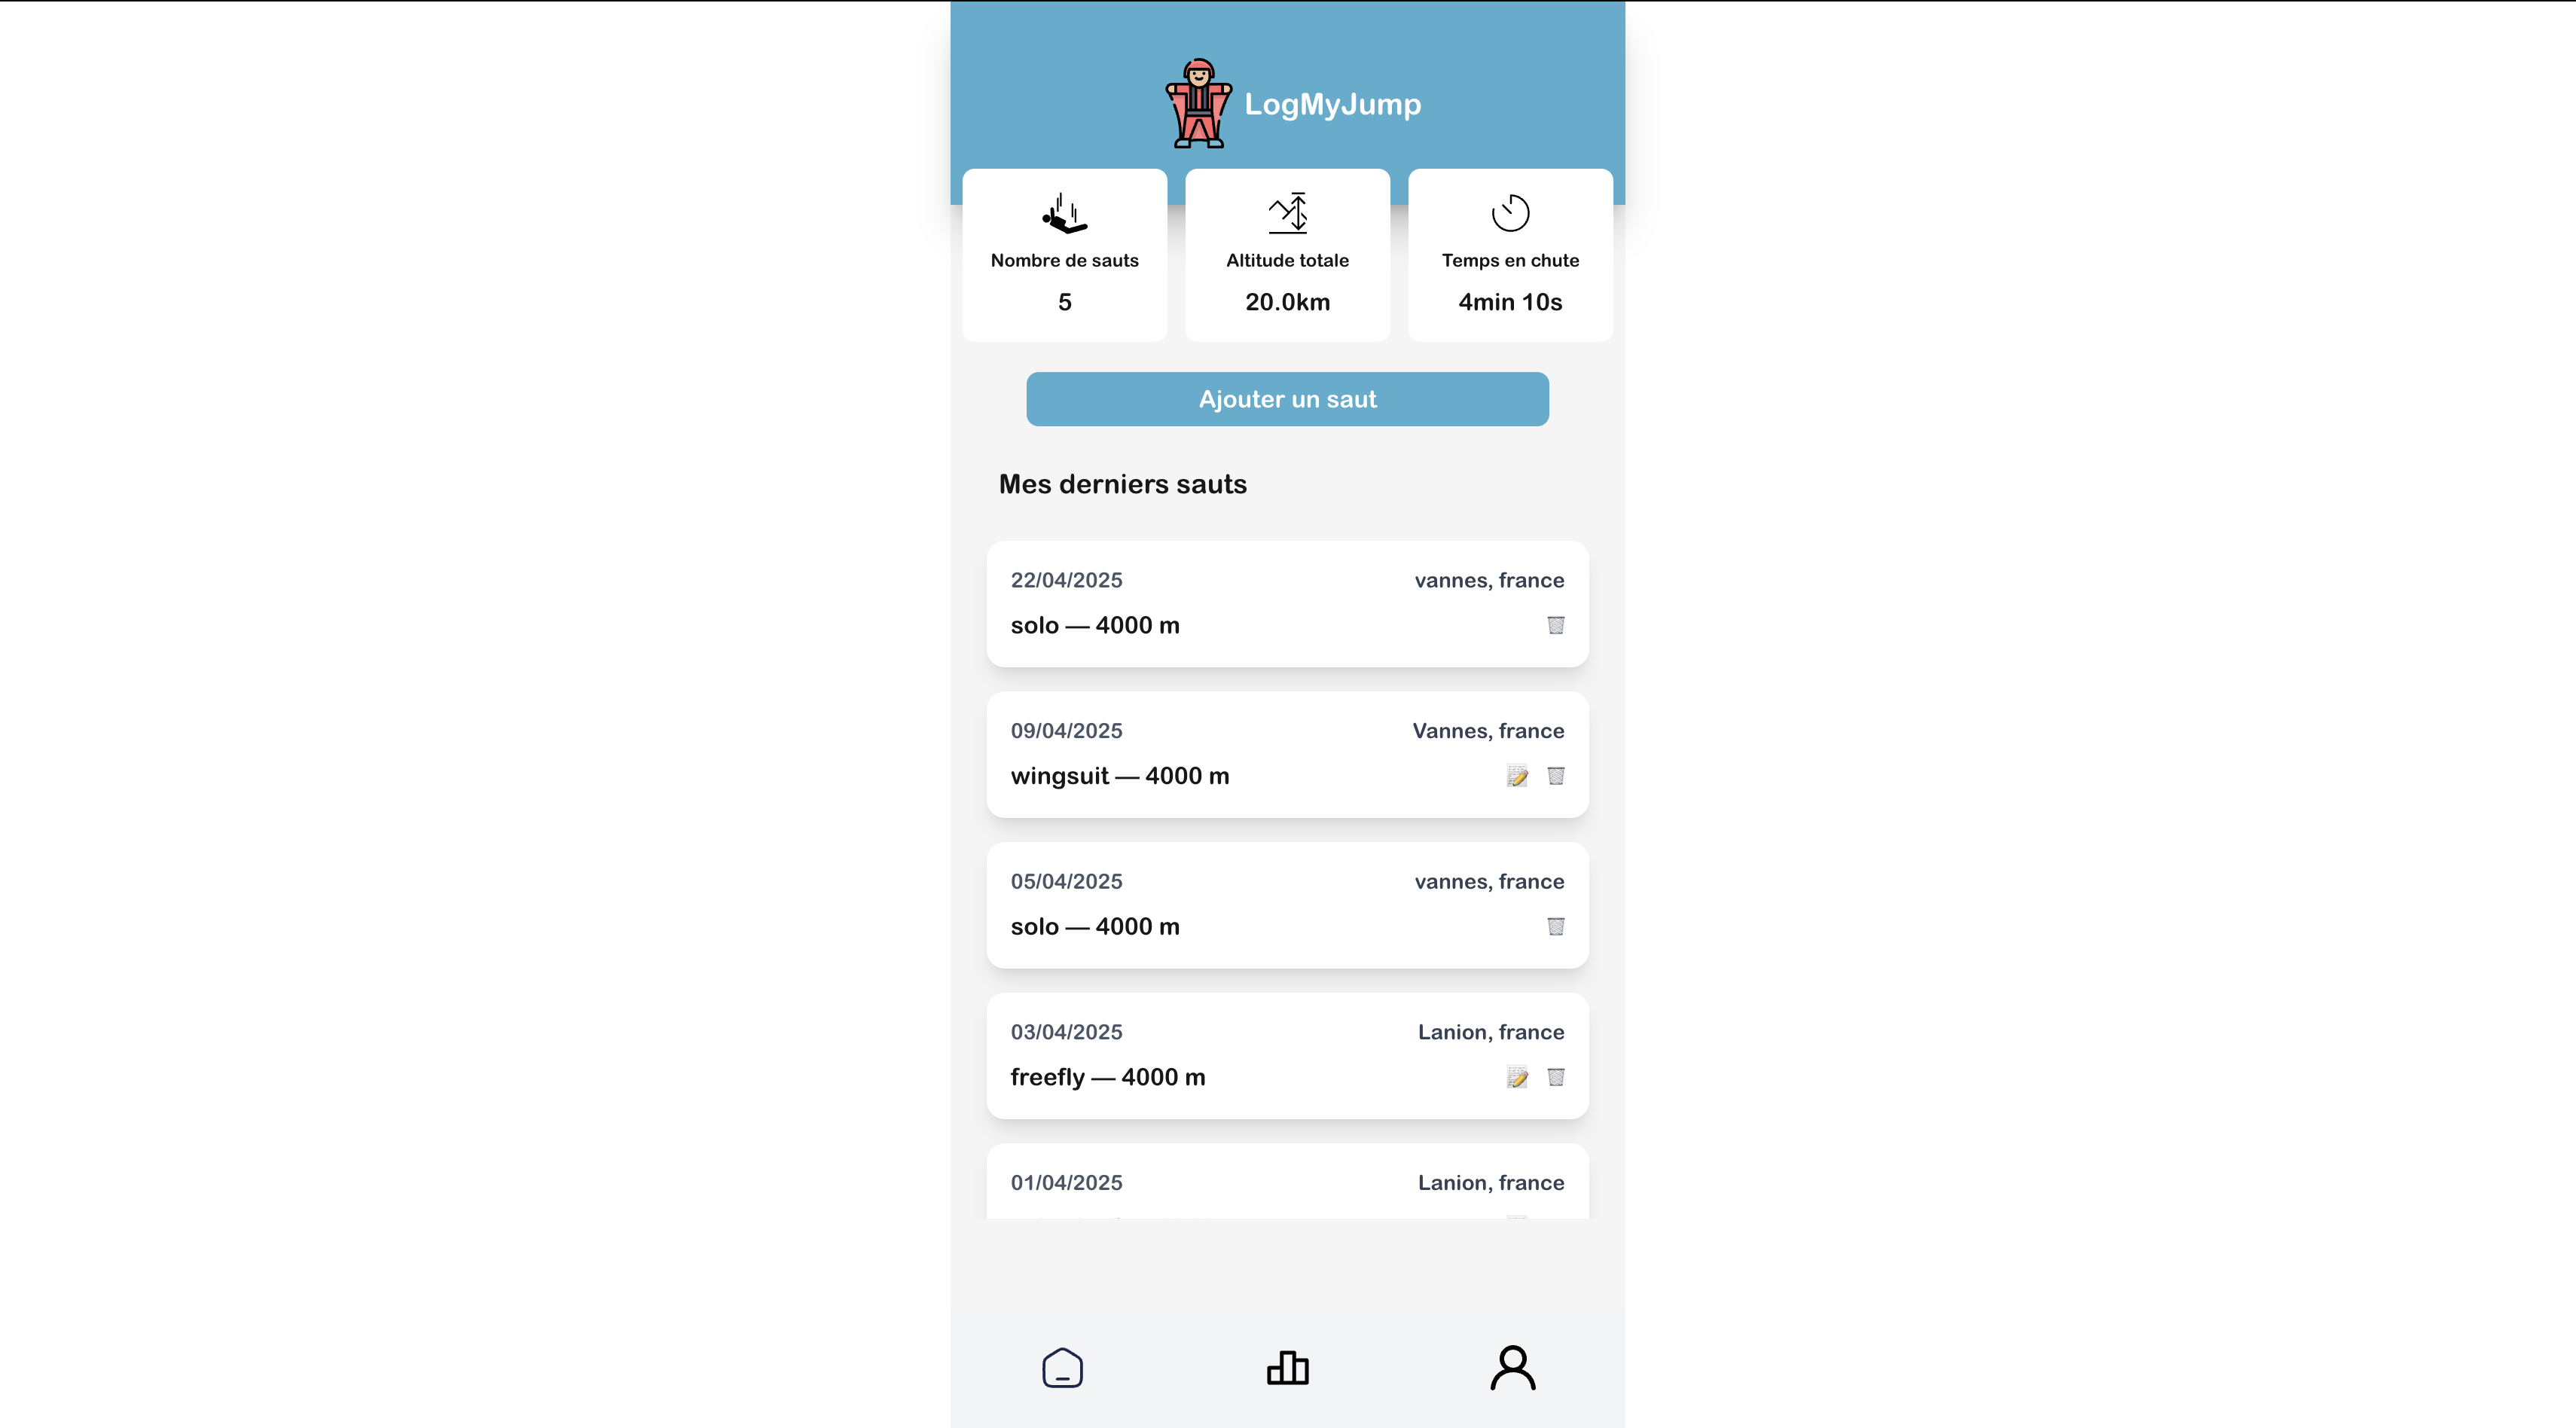 LogMyJump
Nombre de sauts
5
Altitude totale
20.0km
Temps en chute
4min 10s
Ajouter un saut
Mes derniers sauts
22/04/2025 vannes, france
solo — 4000 m
09/04/2025 Vannes, france
wingsuit — 4000 m
05/04/2025 vannes, france
solo — 4000 m
03/04/2025 Lanion, france
freefly — 4000 m
01/04/2025 Lanion, france